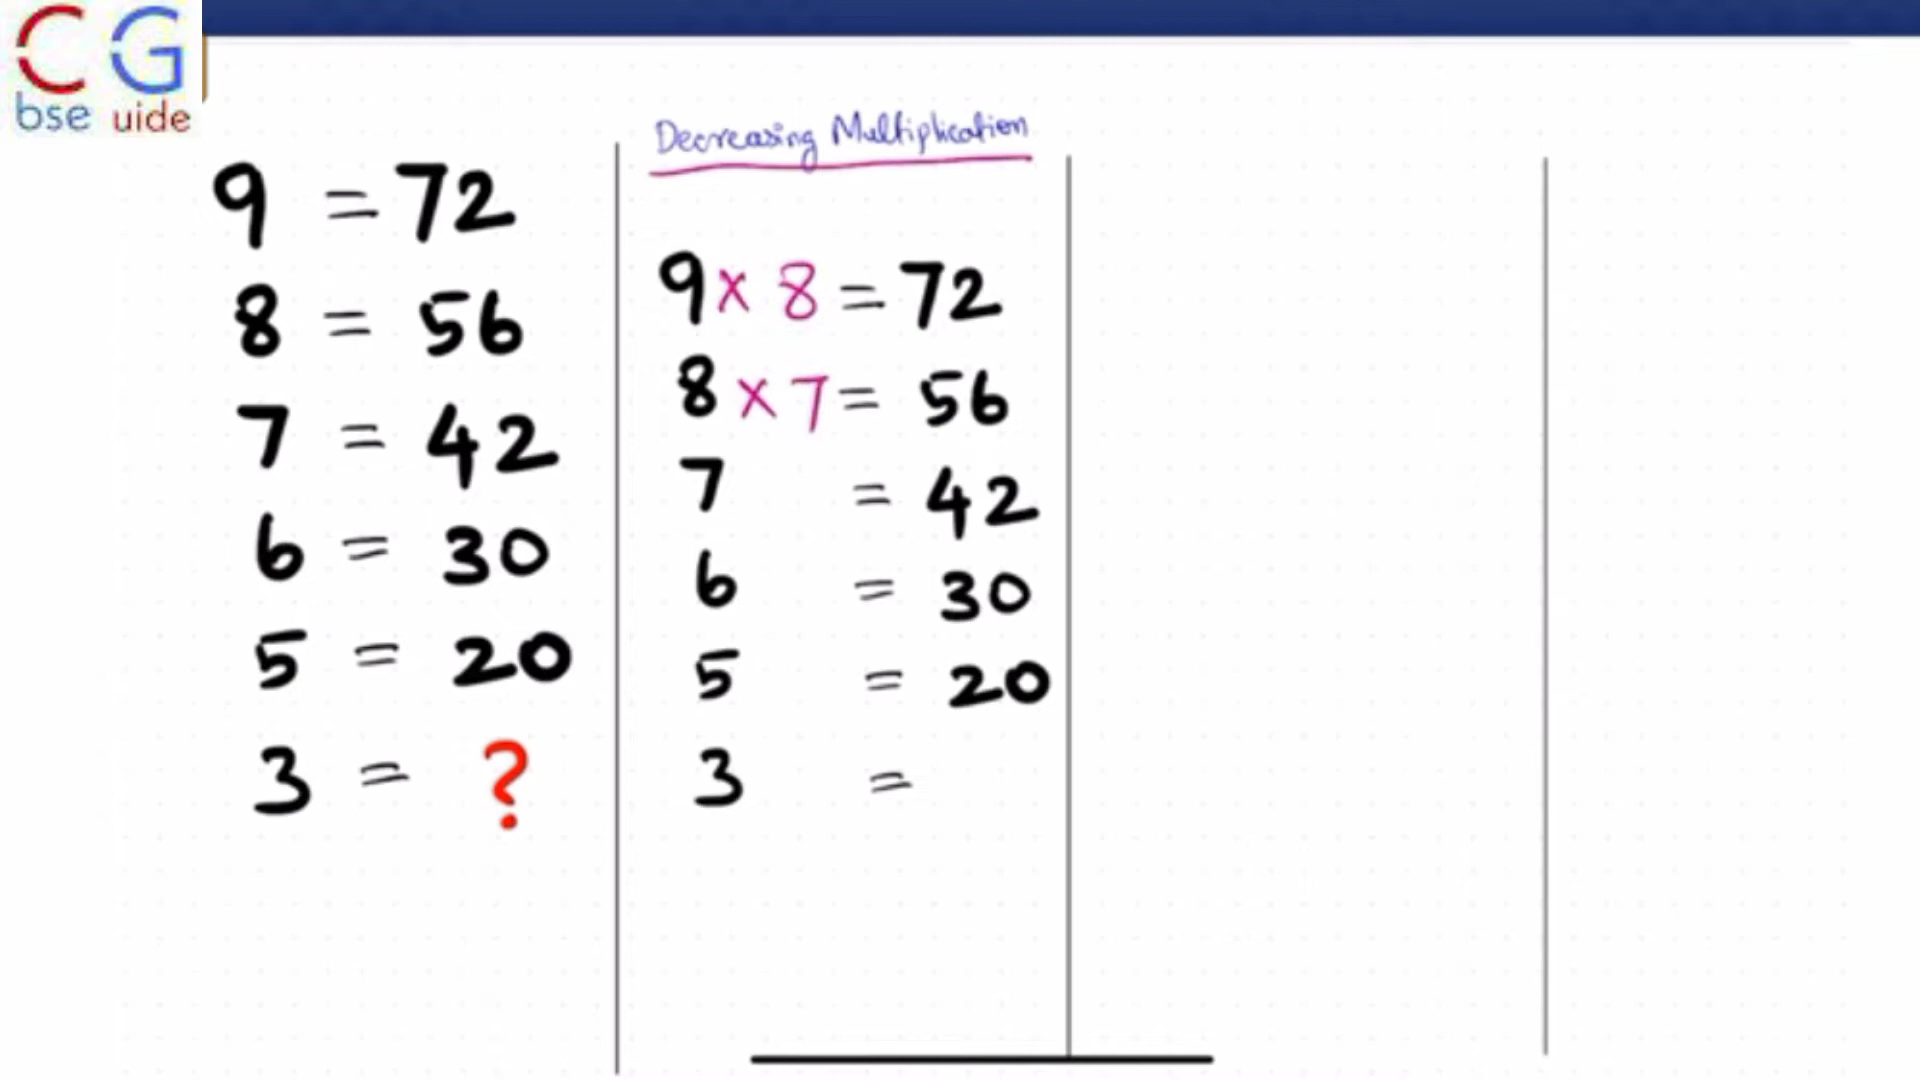 C G
bse uide
9 = 72
8 = 56
7 = 42
6 = 30
5 = 20
3 = ?
Decreasing Multiplication
9 × 8 = 72
8 × 7 = 56
7 = 42
6 = 30
5 = 20
3 =